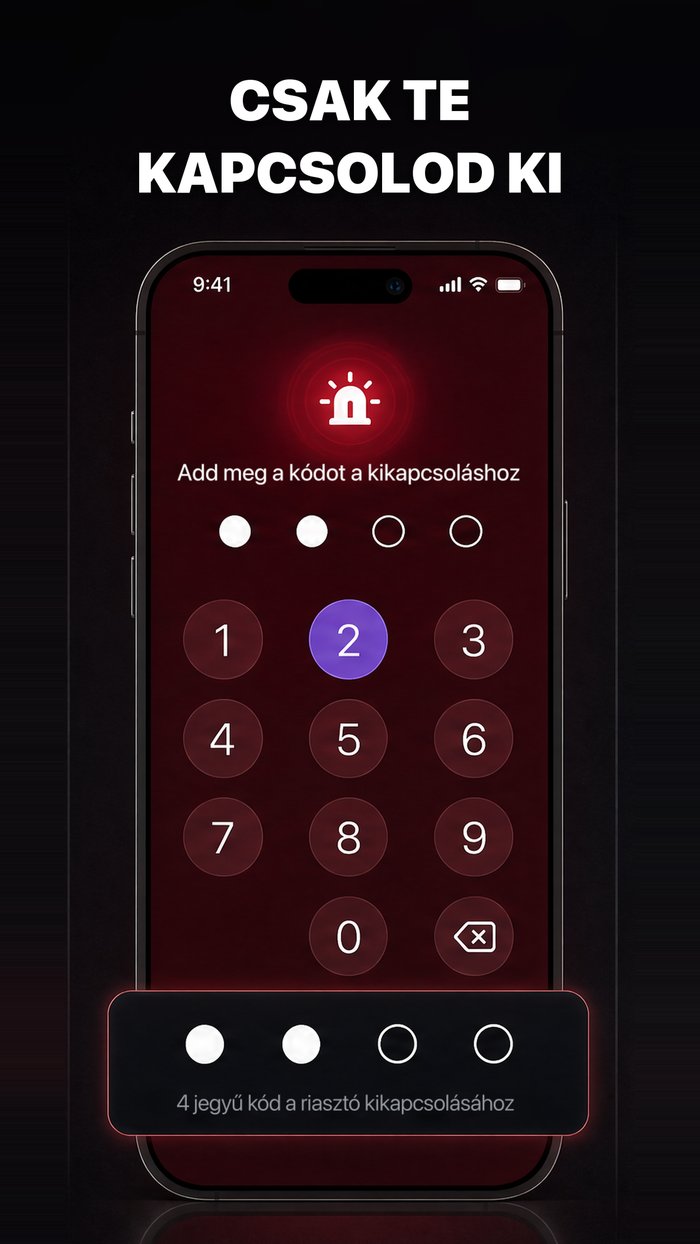 CSAK TE
KAPCSOLOD KI
9:41
Add meg a kódot a kikapcsoláshoz
1 2 3
4 5 6
7 8 9
0
4 jegyű kód a riasztó kikapcsolásához